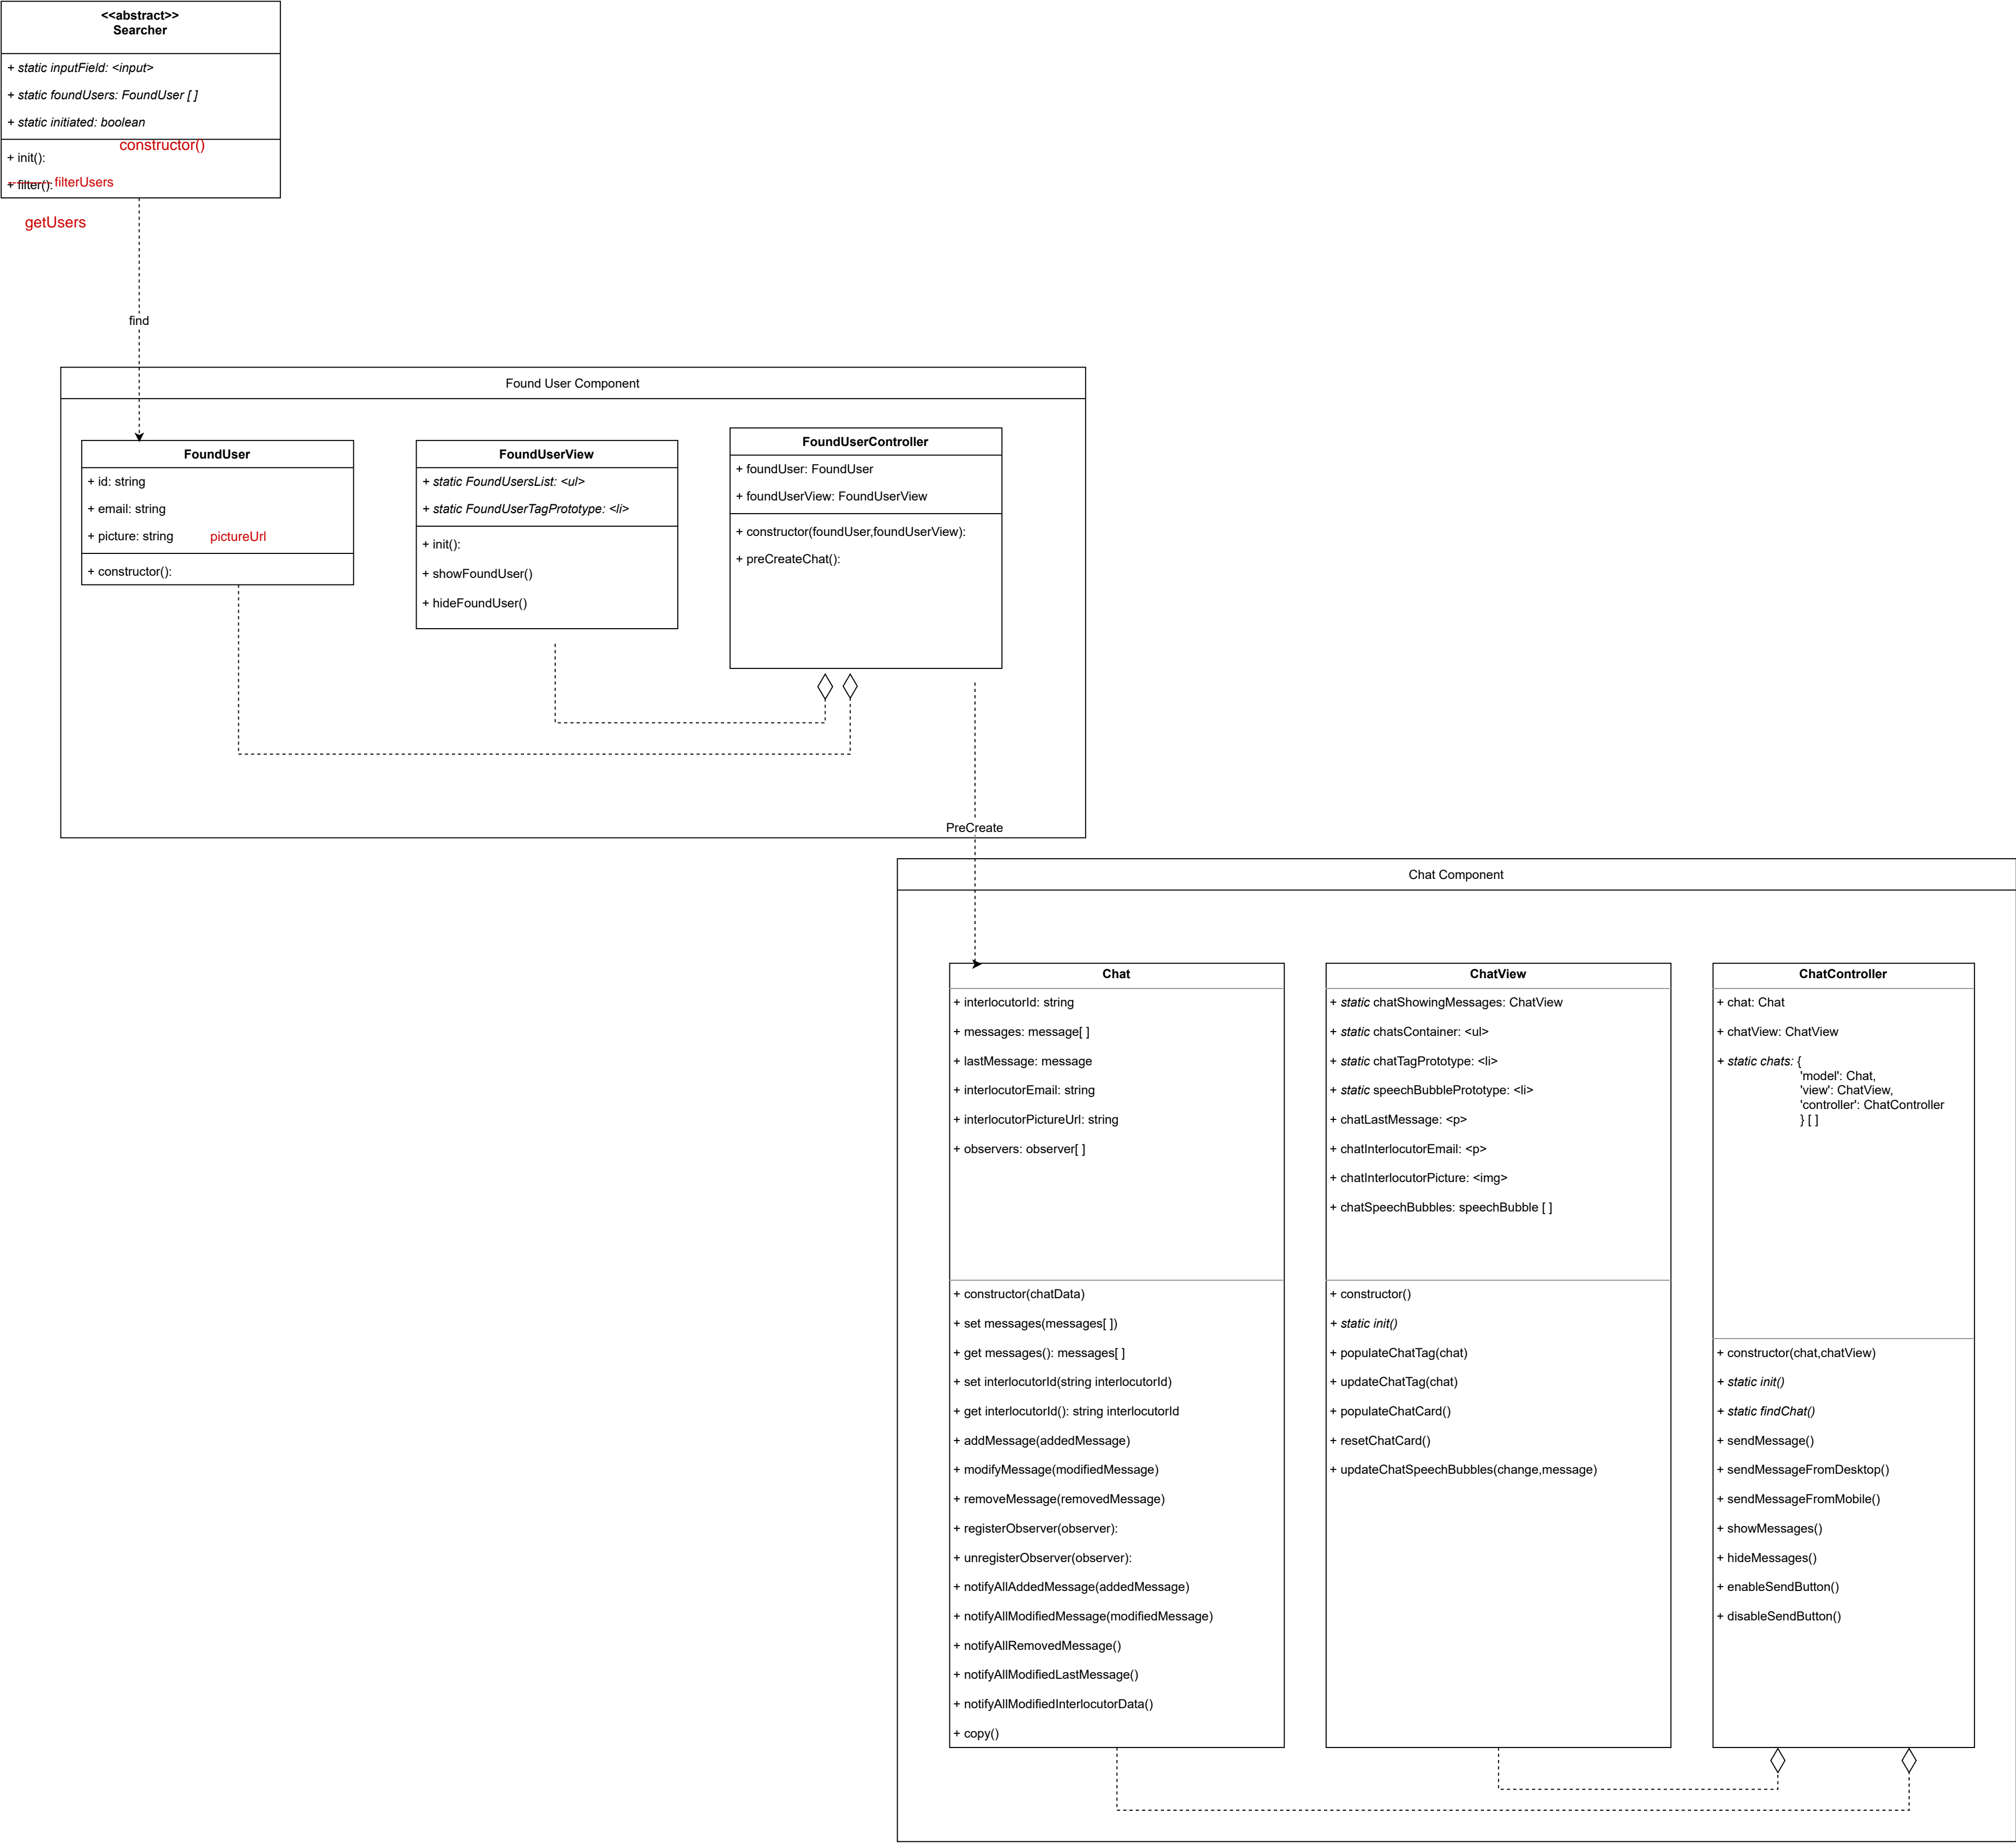 <<abstract>>
Searcher
+ static inputField: <input>
+ static foundUsers: FoundUser [ ]
+ static initiated: boolean
constructor()
+ init():
+ filter():
filterUsers
getUsers
find
Found User Component
FoundUser
+ id: string
+ email: string
+ picture: string
pictureUrl
+ constructor():
FoundUserView
+ static FoundUsersList: <ul>
+ static FoundUserTagPrototype: <li>
+ init():
+ showFoundUser()
+ hideFoundUser()
FoundUserController
+ foundUser: FoundUser
+ foundUserView: FoundUserView
+ constructor(foundUser,foundUserView):
+ preCreateChat():
PreCreate
Chat Component
Chat
+ interlocutorId: string
+ messages: message[ ]
+ lastMessage: message
+ interlocutorEmail: string
+ interlocutorPictureUrl: string
+ observers: observer[ ]
+ constructor(chatData)
+ set messages(messages[ ])
+ get messages(): messages[ ]
+ set interlocutorId(string interlocutorId)
+ get interlocutorId(): string interlocutorId
+ addMessage(addedMessage)
+ modifyMessage(modifiedMessage)
+ removeMessage(removedMessage)
+ registerObserver(observer):
+ unregisterObserver(observer):
+ notifyAllAddedMessage(addedMessage)
+ notifyAllModifiedMessage(modifiedMessage)
+ notifyAllRemovedMessage()
+ notifyAllModifiedLastMessage()
+ notifyAllModifiedInterlocutorData()
+ copy()
ChatView
+ static chatShowingMessages: ChatView
+ static chatsContainer: <ul>
+ static chatTagPrototype: <li>
+ static speechBubblePrototype: <li>
+ chatLastMessage: <p>
+ chatInterlocutorEmail: <p>
+ chatInterlocutorPicture: <img>
+ chatSpeechBubbles: speechBubble [ ]
+ constructor()
+ static init()
+ populateChatTag(chat)
+ updateChatTag(chat)
+ populateChatCard()
+ resetChatCard()
+ updateChatSpeechBubbles(change,message)
ChatController
+ chat: Chat
+ chatView: ChatView
+ static chats: {
'model': Chat,
'view': ChatView,
'controller': ChatController
} [ ]
+ constructor(chat,chatView)
+ static init()
+ static findChat()
+ sendMessage()
+ sendMessageFromDesktop()
+ sendMessageFromMobile()
+ showMessages()
+ hideMessages()
+ enableSendButton()
+ disableSendButton()